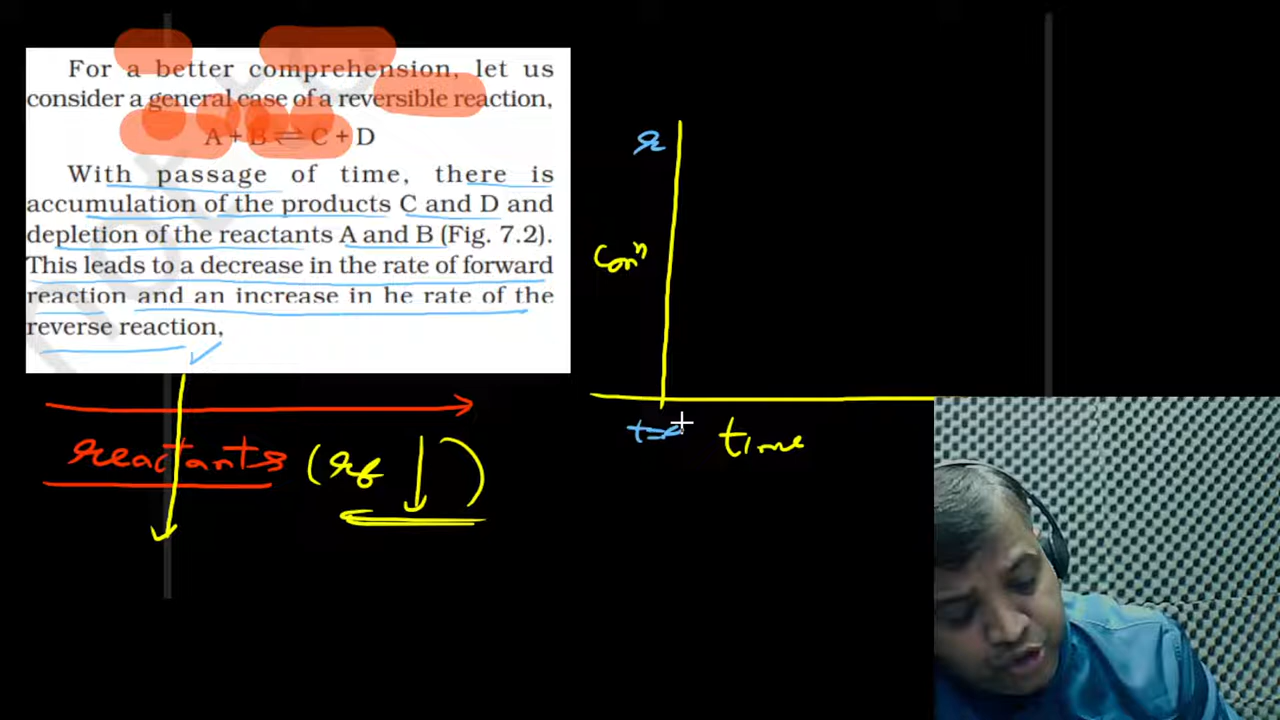 For a better comprehension, let us
consider a general case of a reversible reaction,
A + B ⇌ C + D
With passage of time, there is
accumulation of the products C and D and
depletion of the reactants A and B (Fig. 7.2).
This leads to a decrease in the rate of forward
reaction and an increase in he rate of the
reverse reaction,
reactants (rf ↓)
r
Conⁿ
time